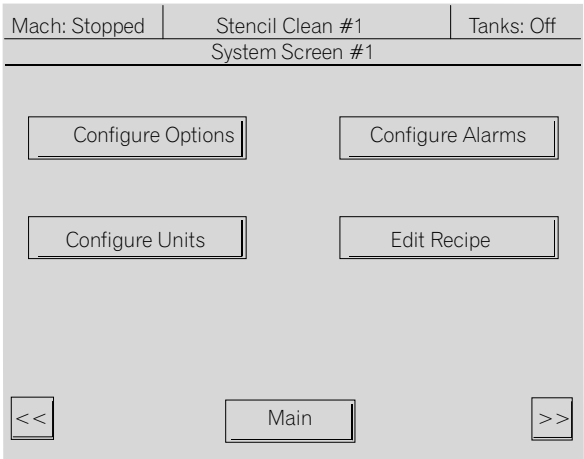 Mach: Stopped Stencil Clean #1 Tanks: Off
System Screen #1
Configure Options Configure Alarms
Configure Units Edit Recipe
<< Main >>